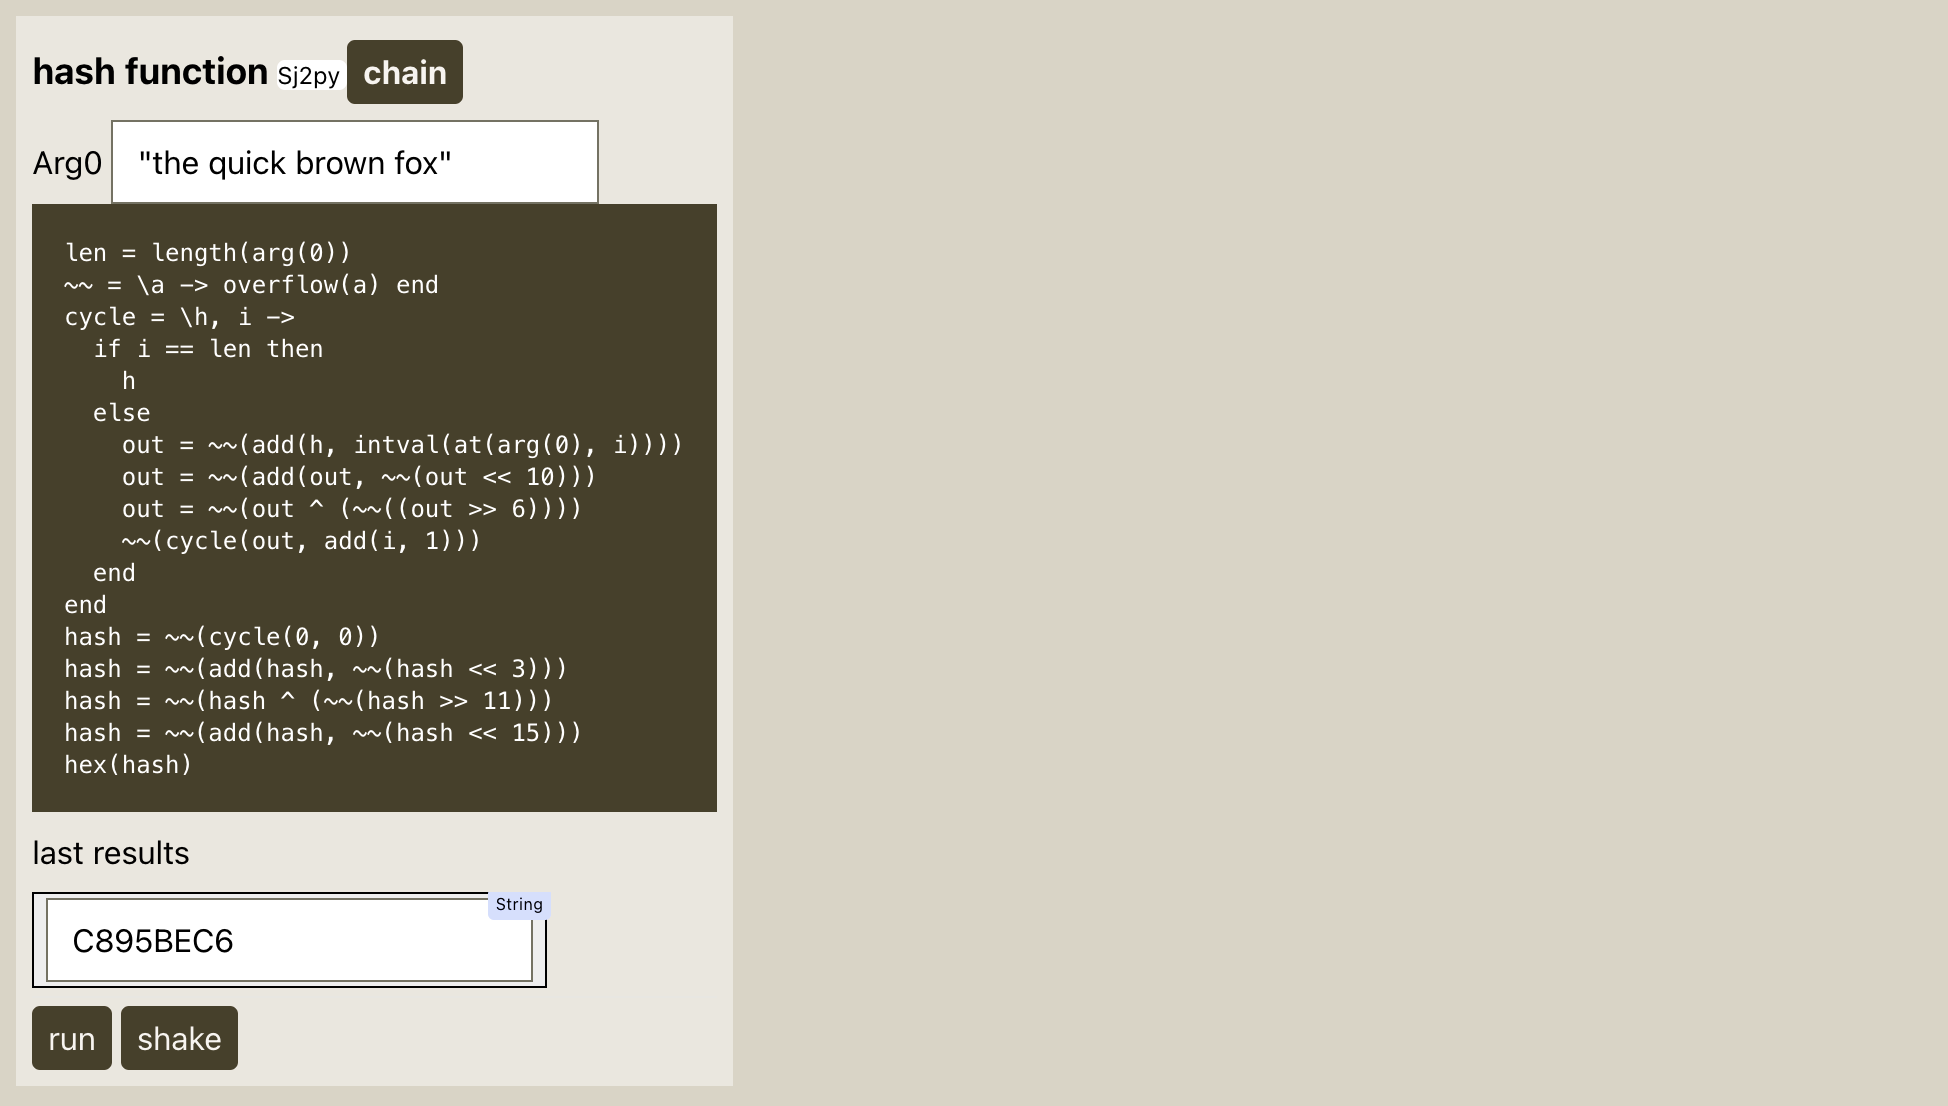 hash function Sj2py chain
Arg0 "the quick brown fox"
len = length(arg(0))
~~ = \a -> overflow(a) end
cycle = \h, i ->
  if i == len then
    h
  else
    out = ~~(add(h, intval(at(arg(0), i))))
    out = ~~(add(out, ~~(out << 10)))
    out = ~~(out ^ (~~((out >> 6))))
    ~~(cycle(out, add(i, 1)))
  end
end
hash = ~~(cycle(0, 0))
hash = ~~(add(hash, ~~(hash << 3)))
hash = ~~(hash ^ (~~(hash >> 11)))
hash = ~~(add(hash, ~~(hash << 15)))
hex(hash)
last results
String
C895BEC6
run shake